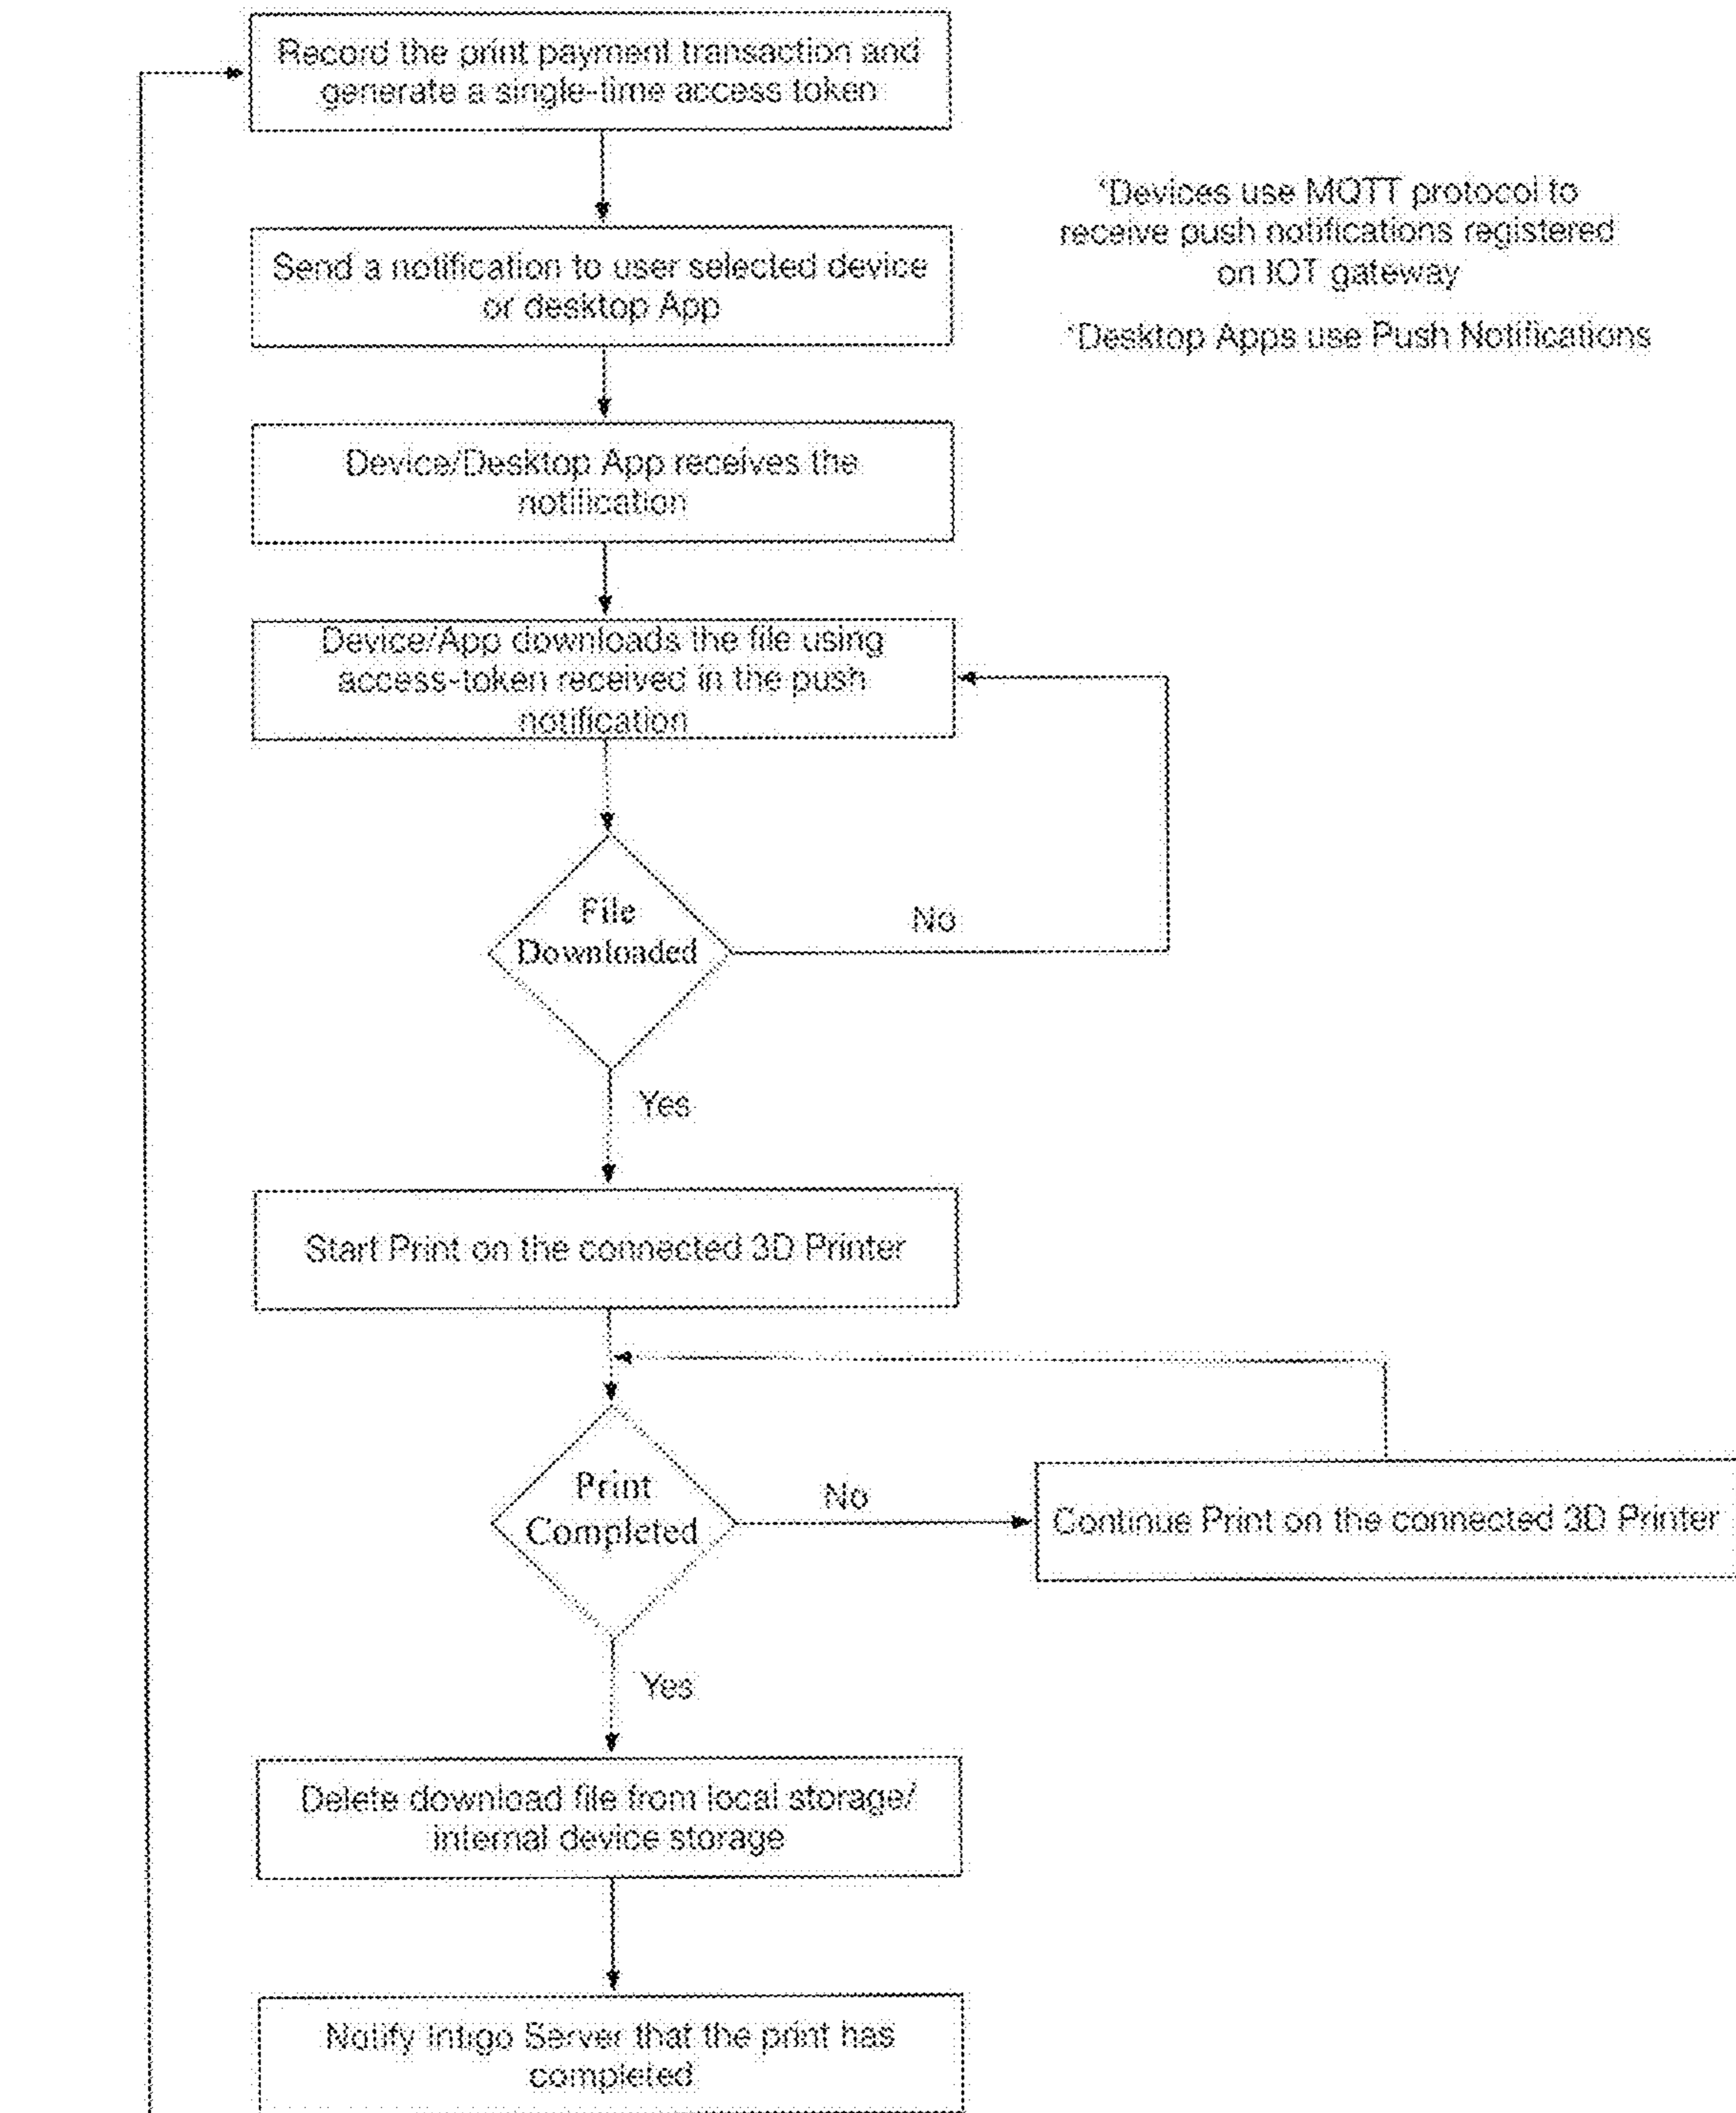 Record the print payment transaction and
generate a single-time access token
*Devices use MQTT protocol to
receive push notifications registered
on IOT gateway
*Desktop Apps use Push Notifications
Send a notification to user selected device
or desktop App
Device/Desktop App receives the
notification
Device/App downloads the file using
access-token received in the push
notification
File
Downloaded
No
Yes
Start Print on the connected 3D Printer
Print
Completed
No
Continue Print on the connected 3D Printer
Yes
Delete download file from local storage/
internal device storage
Notify Intigo Server that the print has
completed